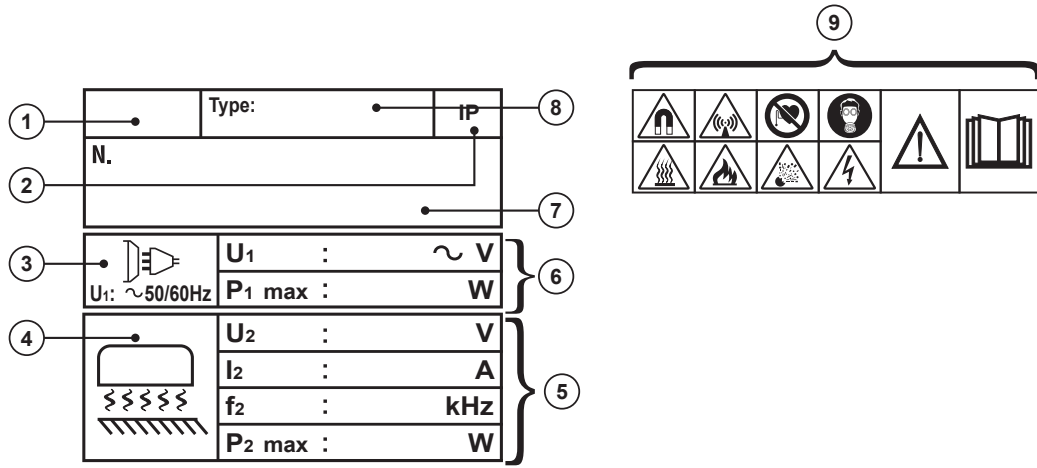 9
1
Type:
IP
8
N.
2
7
3
U1 : ~ V
6
U1: ~50/60Hz
P1 max : W
4
U2 : V
I2 : A
5
f2 : kHz
P2 max : W